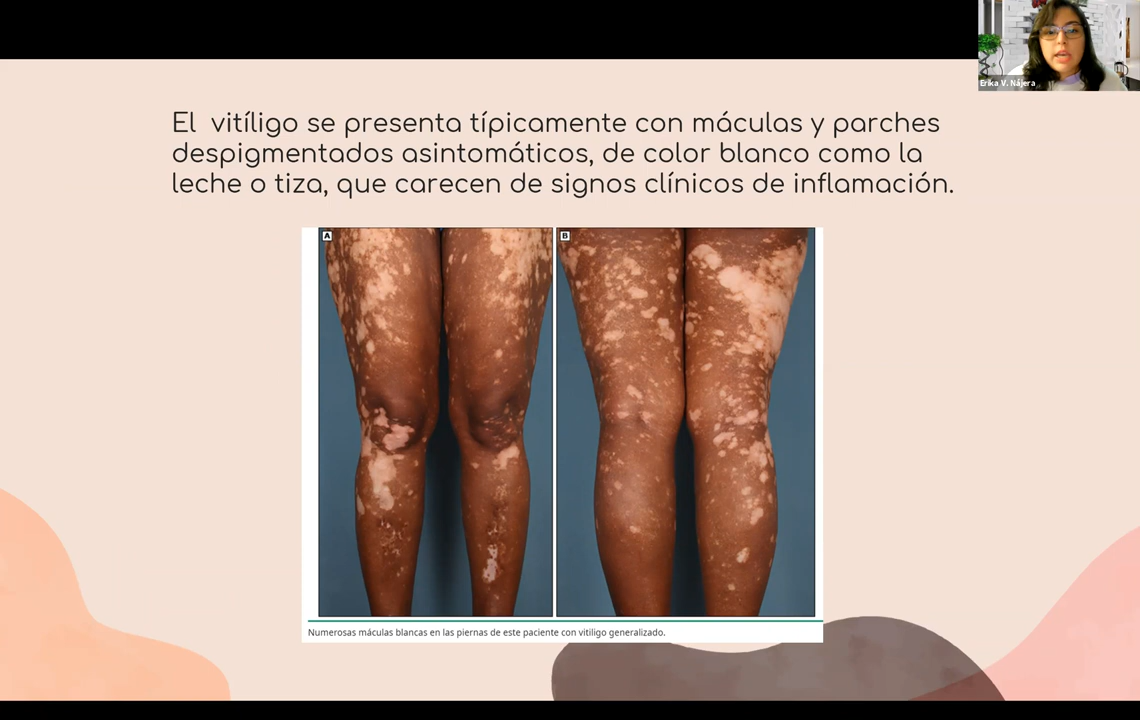 Erika V. Nájera
El  vitíligo se presenta típicamente con máculas y parches
despigmentados asintomáticos, de color blanco como la
leche o tiza, que carecen de signos clínicos de inflamación.
A
B
Numerosas máculas blancas en las piernas de este paciente con vitiligo generalizado.